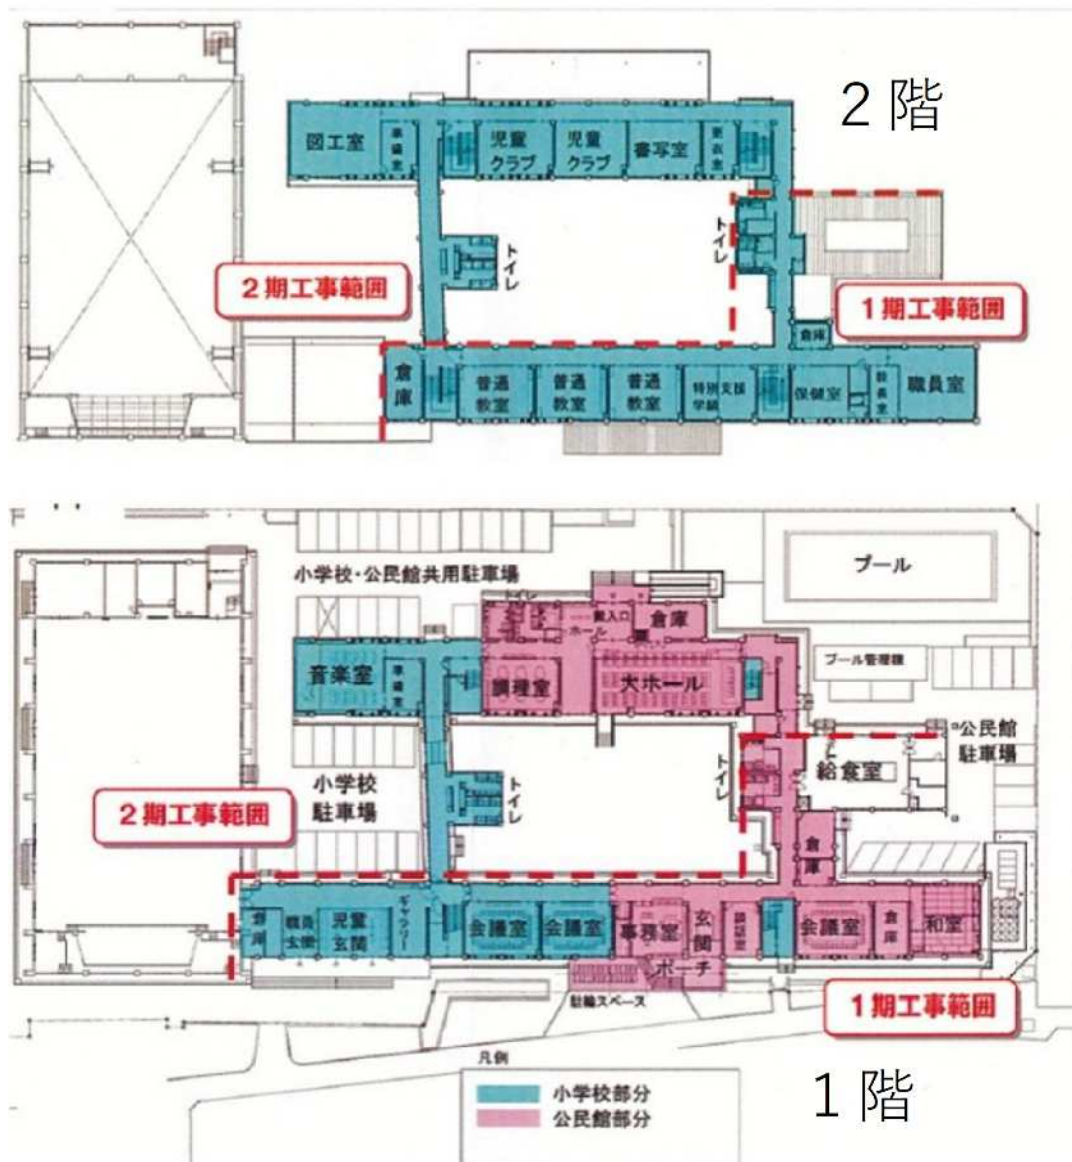 2階
図工室
準備室
児童
クラブ
児童
クラブ
書写室
更衣室
トイレ
トイレ
2期工事範囲
1期工事範囲
倉庫
倉庫
普通
教室
普通
教室
普通
教室
特別支援
学級
保健室
職員室
小学校・公民館共用駐車場
プール
トイレ
ホール
搬入口
倉庫
音楽室
準備室
調理室
大ホール
プール管理棟
公民館
駐車場
給食室
小学校
駐車場
トイレ
トイレ
2期工事範囲
倉庫
倉庫
職員
玄関
児童
玄関
ギャラリー
会議室
会議室
事務室
玄関
談話室
会議室
倉庫
和室
ポーチ
駐輪スペース
1期工事範囲
凡例
小学校部分
公民館部分
1階